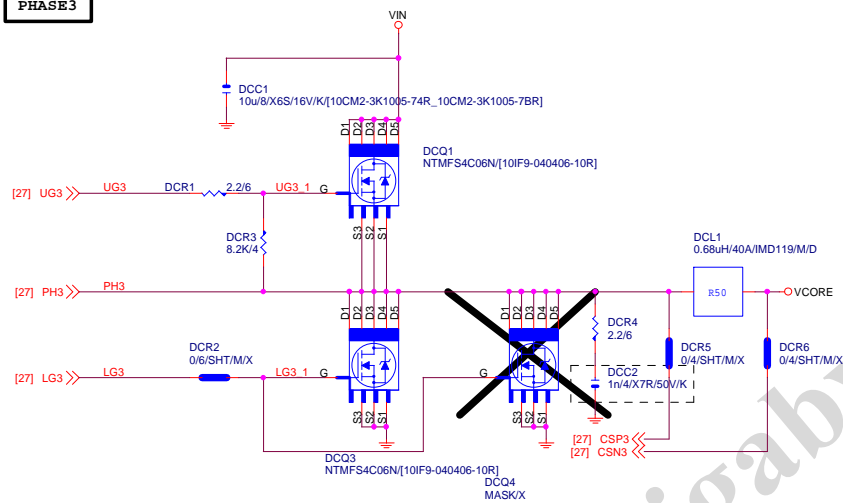 PHASE3
VIN
DCC1
10u/8/X6S/16V/K/[10CM2-3K1005-74R_10CM2-3K1005-7BR]
D1 D2 D3 D4 D5
DCQ1
NTMFS4C06N/[10IF9-040406-10R]
[27] UG3 UG3 DCR1 2.2/6 UG3_1 G
S3 S2 S1
DCR3
8.2K/4
DCL1
0.68uH/40A/IMD119/M/D
[27] PH3 PH3
R50
VCORE
D1 D2 D3 D4 D5
D1 D2 D3 D4 D5
DCR4
2.2/6
DCR2
0/6/SHT/M/X
DCR5
0/4/SHT/M/X
DCR6
0/4/SHT/M/X
[27] LG3 LG3 LG3_1 G
G
DCC2
1n/4/X7R/50V/K
S3 S2 S1
S3 S2 S1
[27] CSP3
[27] CSN3
DCQ3
NTMFS4C06N/[10IF9-040406-10R]
DCQ4
MASK/X
gaby